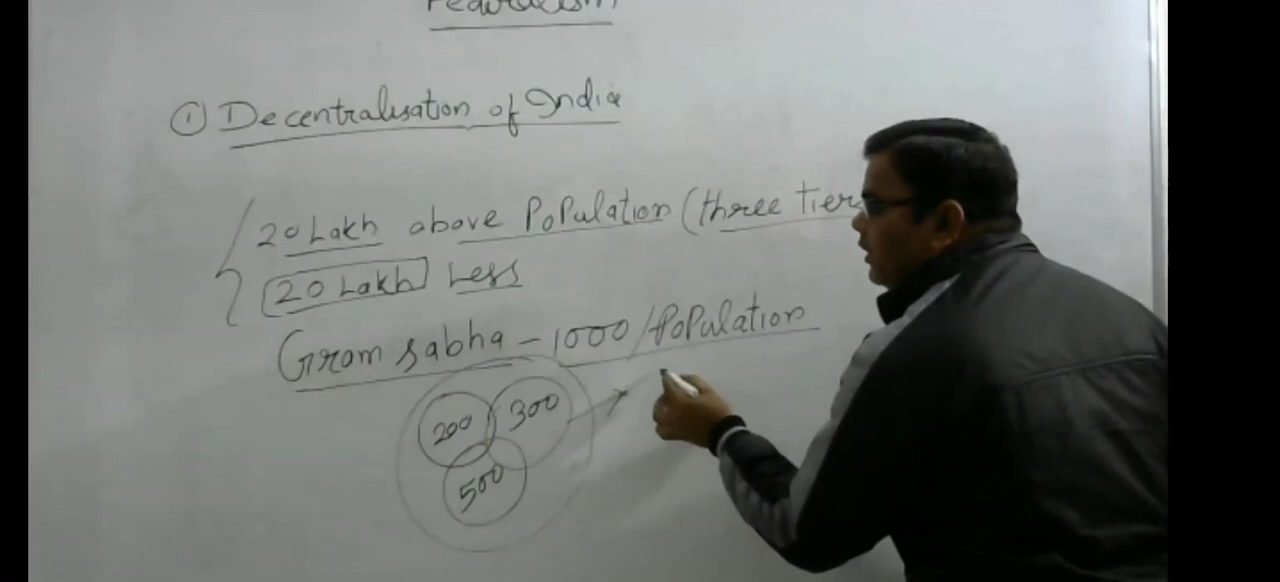 Federalism
① Decentralisation of India
20 Lakh above Population (three tier
20 Lakh Less
Gram sabha - 1000/Population
200 300
500